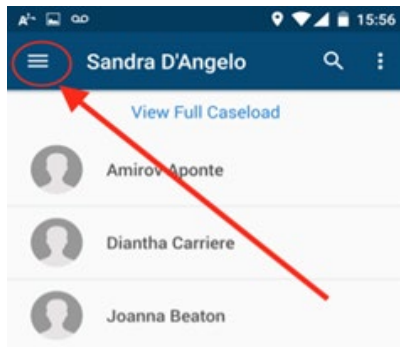 15:56
Sandra D'Angelo
View Full Caseload
Amirov Aponte
Diantha Carriere
Joanna Beaton